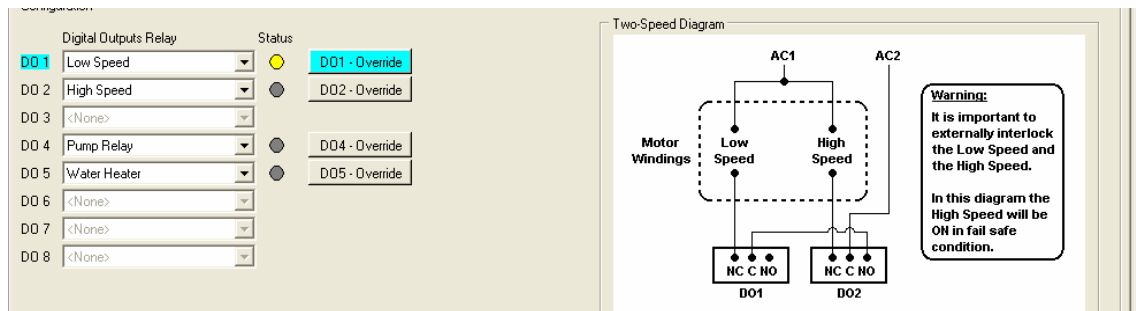 Digital Outputs Relay Status
DO 1 Low Speed DO1 - Override
DO 2 High Speed DO2 - Override
DO 3 <None>
DO 4 Pump Relay DO4 - Override
DO 5 Water Heater DO5 - Override
DO 6 <None>
DO 7 <None>
DO 8 <None>
Two-Speed Diagram
AC1 AC2
Motor
Windings
Low
Speed
High
Speed
NC C NO
DO1
NC C NO
DO2
Warning:
It is important to
externally interlock
the Low Speed and
the High Speed.
In this diagram the
High Speed will be
ON in fail safe
condition.